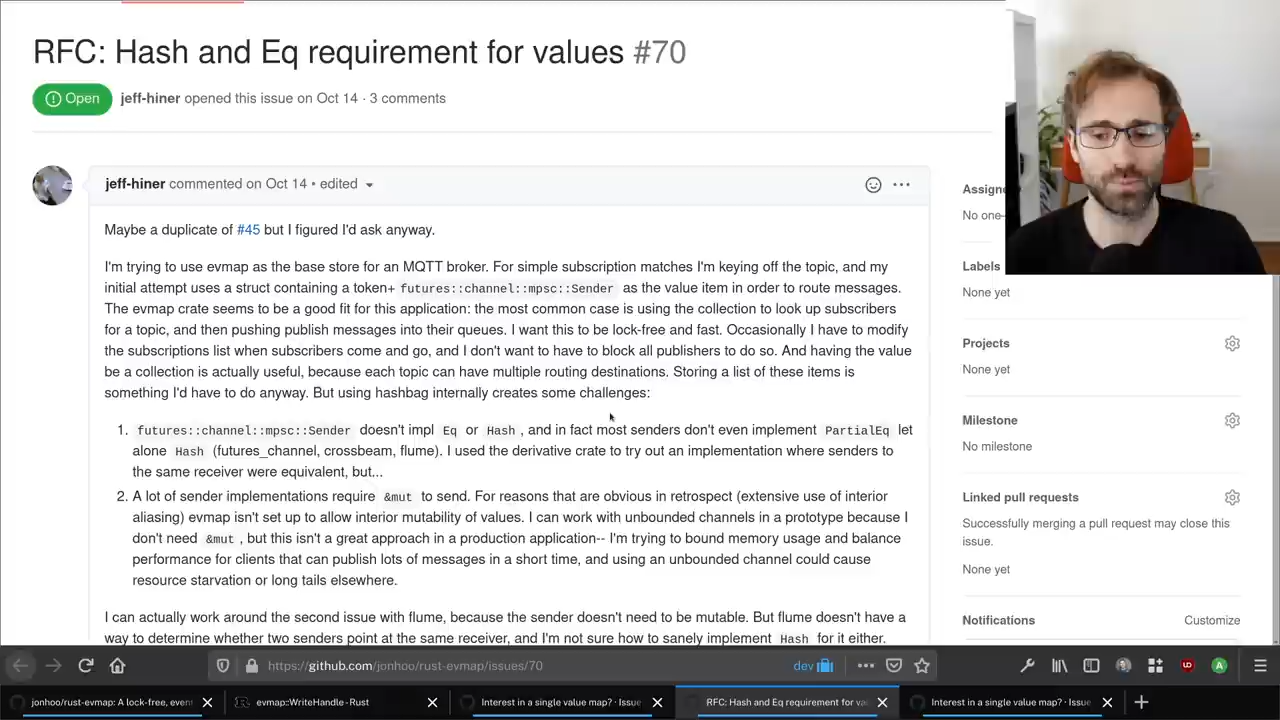 RFC: Hash and Eq requirement for values #70
Open
jeff-hiner opened this issue on Oct 14 · 3 comments
jeff-hiner commented on Oct 14 • edited
Maybe a duplicate of #45 but I figured I'd ask anyway.
I'm trying to use evmap as the base store for an MQTT broker. For simple subscription matches I'm keying off the topic, and my
initial attempt uses a struct containing a token+ futures::channel::mpsc::Sender as the value item in order to route messages.
The evmap crate seems to be a good fit for this application: the most common case is using the collection to look up subscribers
for a topic, and then pushing publish messages into their queues. I want this to be lock-free and fast. Occasionally I have to modify
the subscriptions list when subscribers come and go, and I don't want to have to block all publishers to do so. And having the value
be a collection is actually useful, because each topic can have multiple routing destinations. Storing a list of these items is
something I'd have to do anyway. But using hashbag internally creates some challenges:
1. futures::channel::mpsc::Sender doesn't impl Eq or Hash , and in fact most senders don't even implement PartialEq let
alone Hash (futures_channel, crossbeam, flume). I used the derivative crate to try out an implementation where senders to
the same receiver were equivalent, but...
2. A lot of sender implementations require &mut to send. For reasons that are obvious in retrospect (extensive use of interior
aliasing) evmap isn't set up to allow interior mutability of values. I can work with unbounded channels in a prototype because I
don't need &mut , but this isn't a great approach in a production application-- I'm trying to bound memory usage and balance
performance for clients that can publish lots of messages in a short time, and using an unbounded channel could cause
resource starvation or long tails elsewhere.
I can actually work around the second issue with flume, because the sender doesn't need to be mutable. But flume doesn't have a
way to determine whether two senders point at the same receiver, and I'm not sure how to sanely implement Hash for it either.
Assigne
No one
Labels
None yet
Projects
None yet
Milestone
No milestone
Linked pull requests
Successfully merging a pull request may close this
issue.
None yet
Notifications
Customize
https://github.com/jonhoo/rust-evmap/issues/70
dev
jonhoo/rust-evmap: A lock-free, even
evmap::WriteHandle - Rust
Interest in a single value map? · Issue
RFC: Hash and Eq requirement for va
Interest in a single value map? · Issue